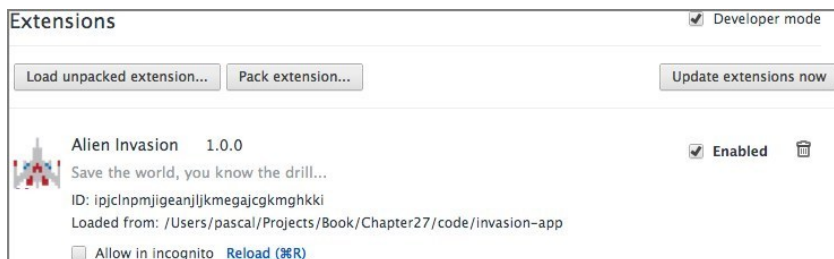 Extensions
Developer mode
Load unpacked extension...
Pack extension...
Update extensions now
Alien Invasion 1.0.0
Enabled
Save the world, you know the drill...
ID: ipjclnpmjigeanjljkmegajcgkmghkki
Loaded from: /Users/pascal/Projects/Book/Chapter27/code/invasion-app
Allow in incognito Reload (⌘R)